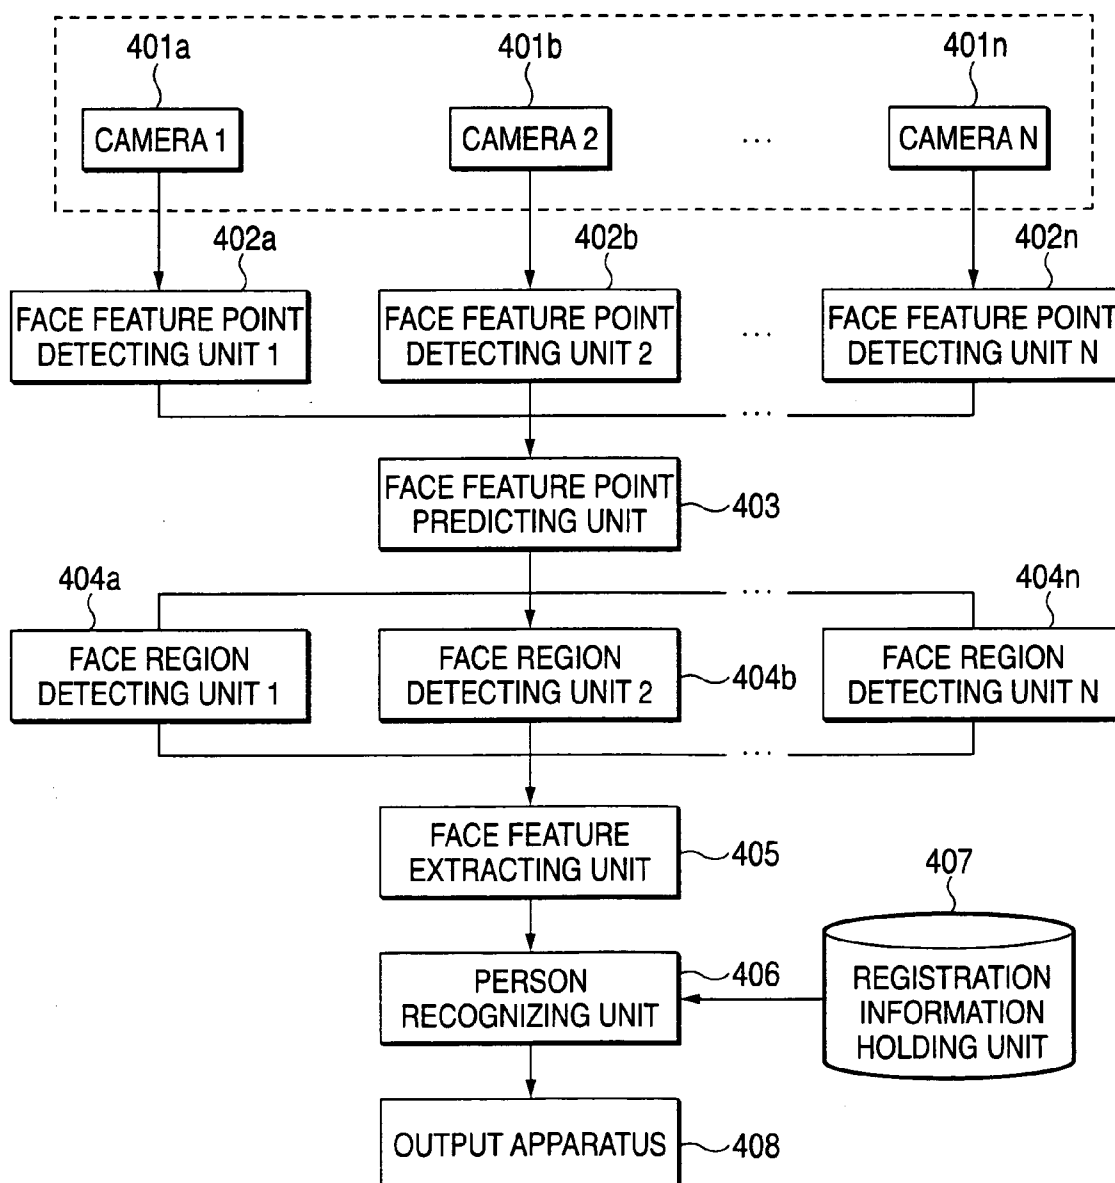 401a
401b
401n
CAMERA 1
CAMERA 2
...
CAMERA N
402a
402b
402n
FACE FEATURE POINT
DETECTING UNIT 1
FACE FEATURE POINT
DETECTING UNIT 2
...
FACE FEATURE POINT
DETECTING UNIT N
...
FACE FEATURE POINT
PREDICTING UNIT
403
404a
...
404n
FACE REGION
DETECTING UNIT 1
FACE REGION
DETECTING UNIT 2
404b
FACE REGION
DETECTING UNIT N
...
FACE FEATURE
EXTRACTING UNIT
405
407
PERSON
RECOGNIZING UNIT
406
REGISTRATION
INFORMATION
HOLDING UNIT
OUTPUT APPARATUS
408